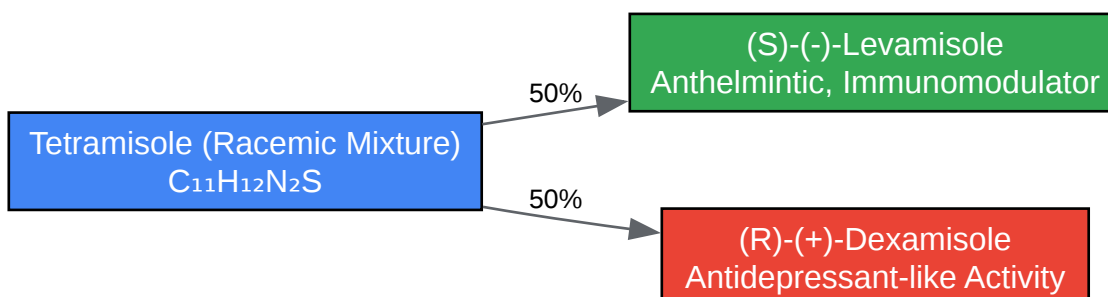 (S)-(-)-Levamisole
Anthelmintic, Immunomodulator
50%
Tetramisole (Racemic Mixture)
C₁₁H₁₂N₂S
50%
(R)-(+)-Dexamisole
Antidepressant-like Activity